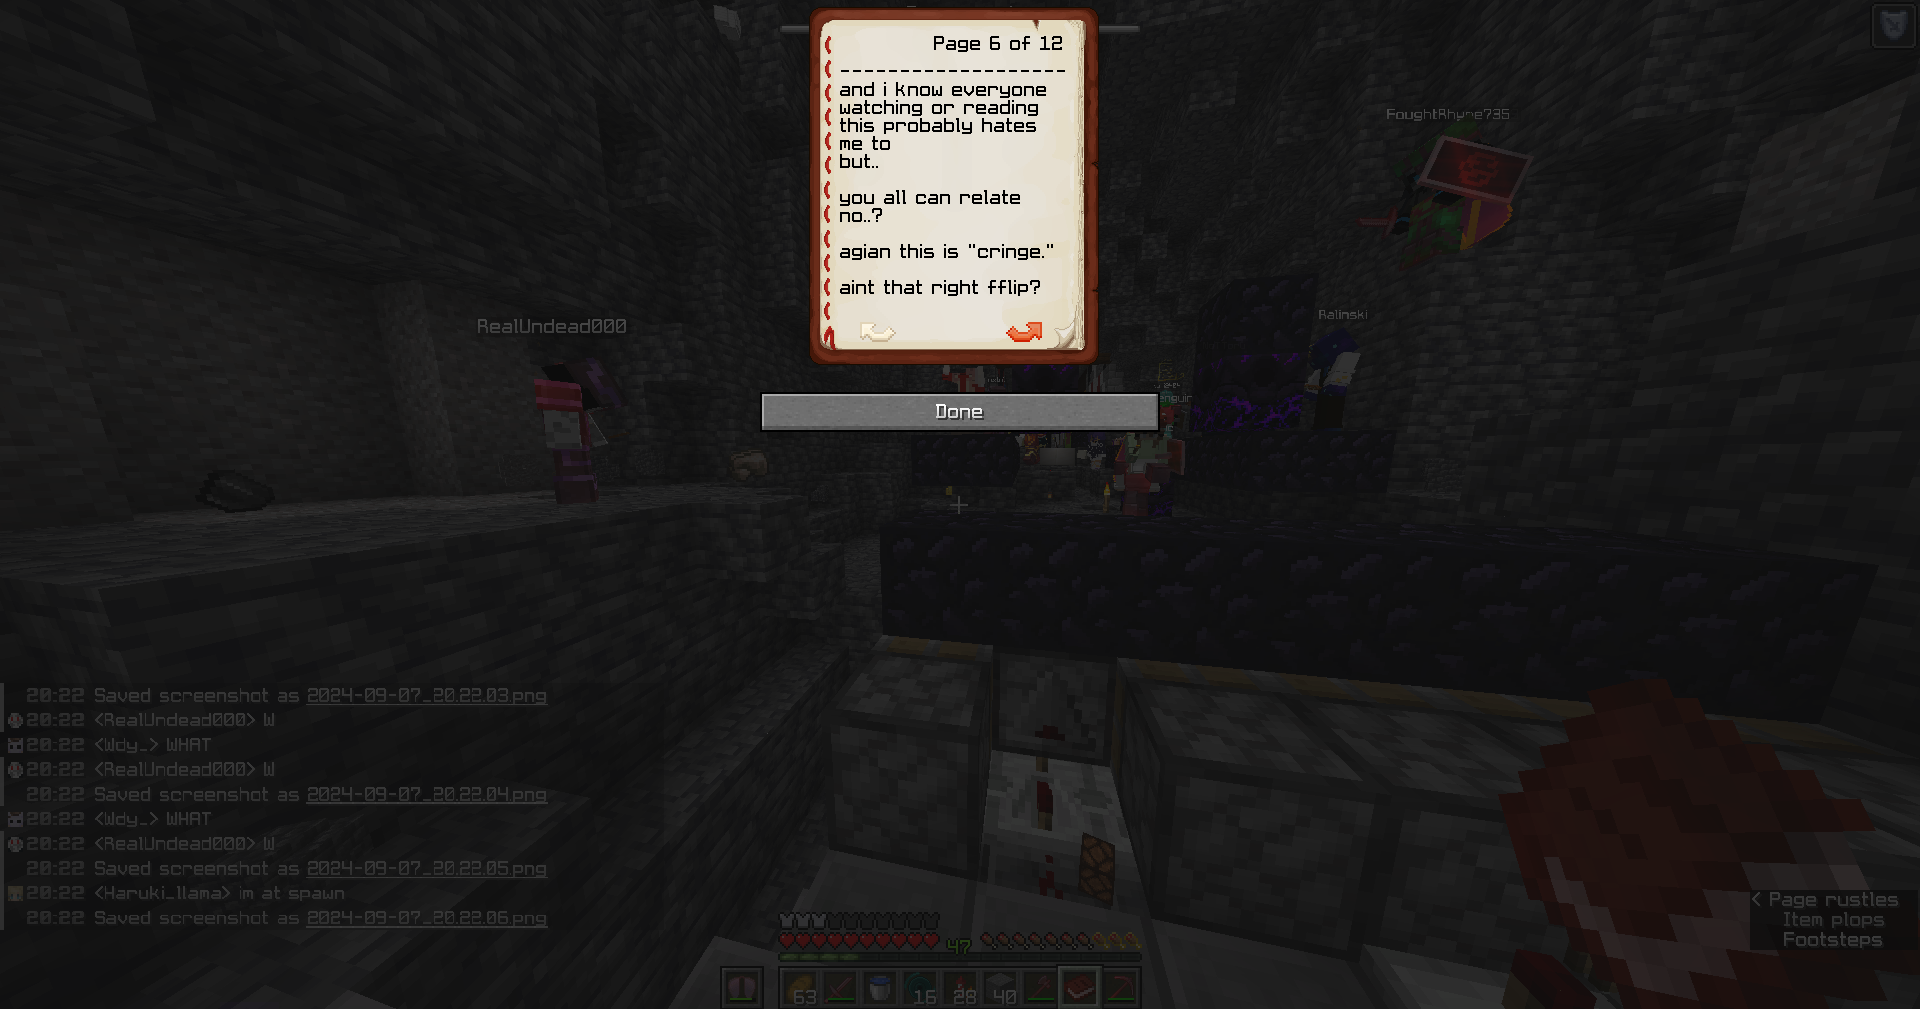 Page 6 of 12
-------------------
and i know everyone
watching or reading
this probably hates
me to
but..
you all can relate
no..?
agian this is "cringe."
aint that right fflip?
Done
FoughtRhyne735
RealUndead000
Ralinski
20:22 Saved screenshot as 2024-09-07_20.22.03.png
20:22 <RealUndead000> W
20:22 <Wdy_> WHAT
20:22 <RealUndead000> W
20:22 Saved screenshot as 2024-09-07_20.22.04.png
20:22 <Wdy_> WHAT
20:22 <RealUndead000> W
20:22 Saved screenshot as 2024-09-07_20.22.05.png
20:22 <Haruki_llama> im at spawn
20:22 Saved screenshot as 2024-09-07_20.22.06.png
< Page rustles
Item plops
Footsteps
47
63 16 28 40